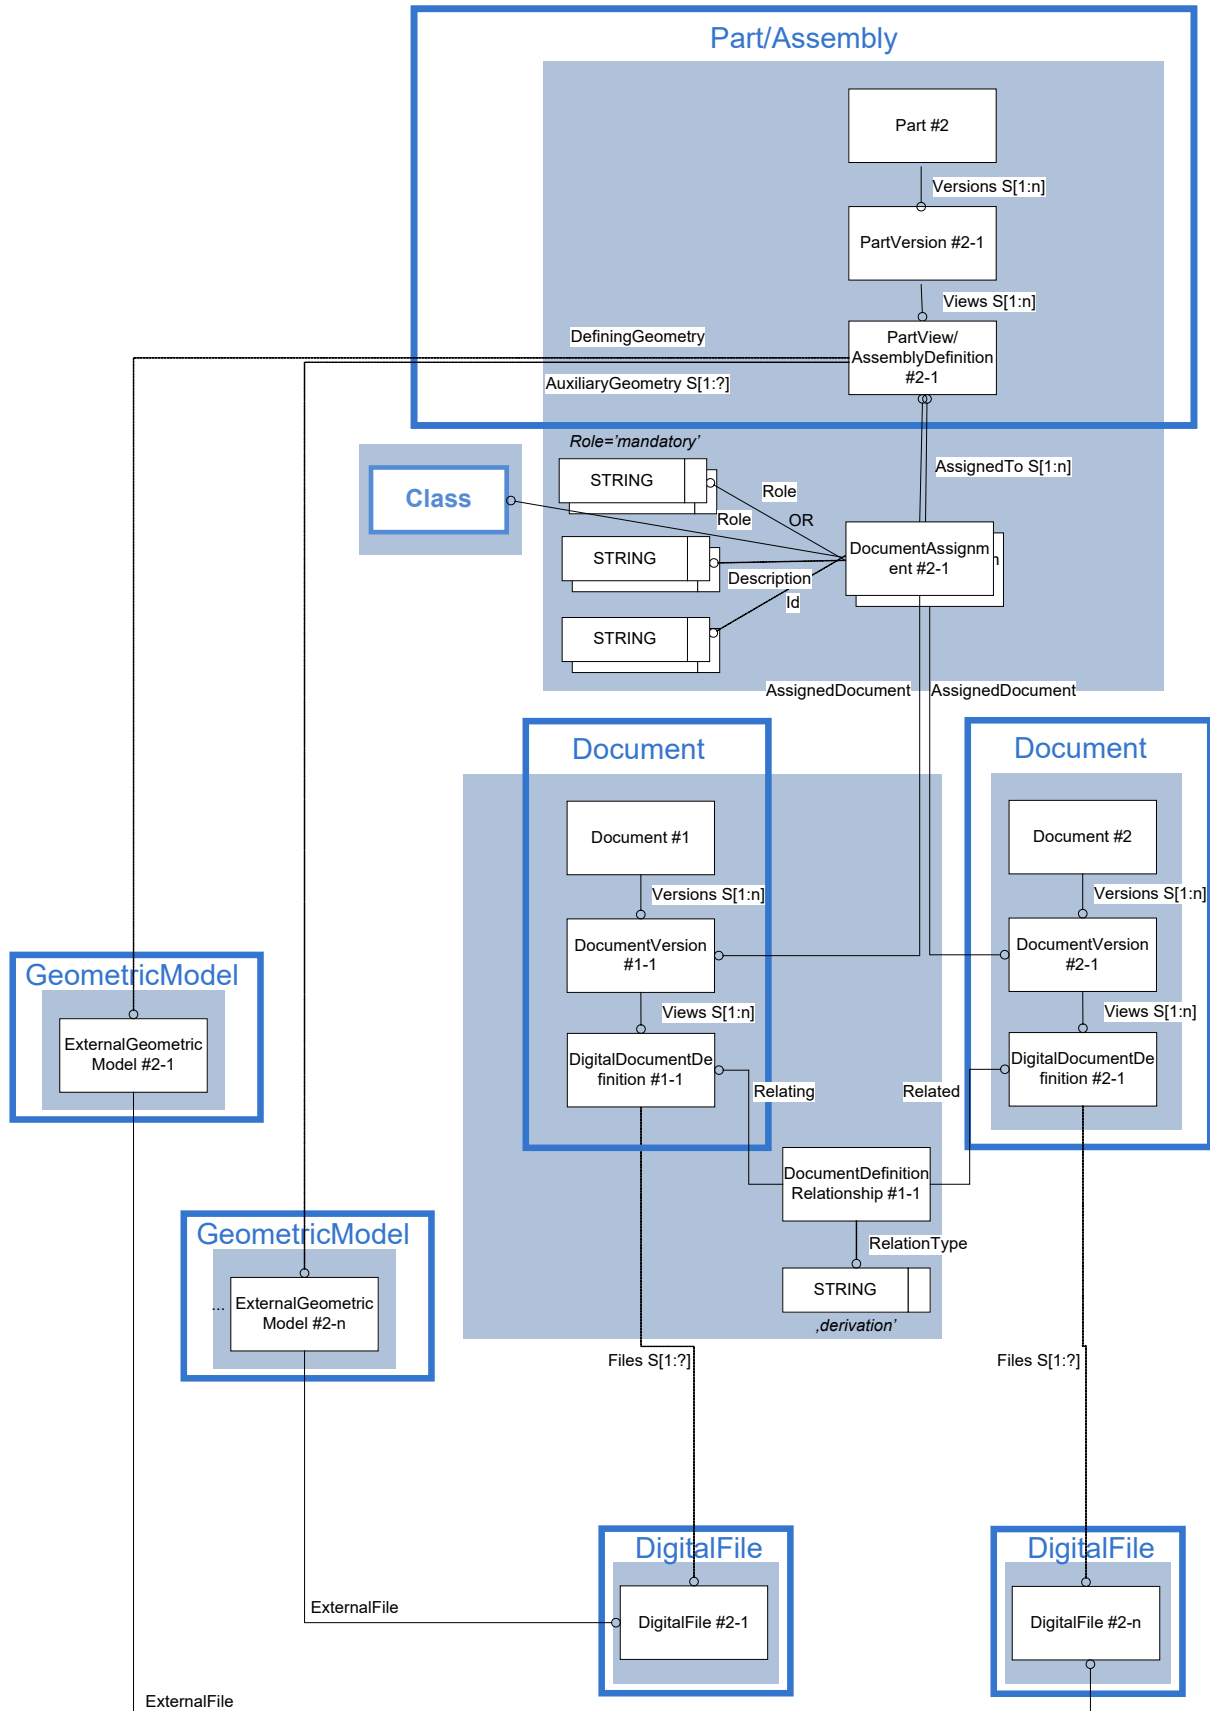 Part/Assembly
Part #2
Versions S[1:n]
PartVersion #2-1
Views S[1:n]
DefiningGeometry
PartView/
AssemblyDefinition
#2-1
AuxiliaryGeometry S[1:?]
Role='mandatory'
AssignedTo S[1:n]
STRING
Class
Role
Role
OR
DocumentAssignm
ent #2-1
STRING
Description
Id
STRING
AssignedDocument
AssignedDocument
Document
Document
Document #1
Document #2
Versions S[1:n]
Versions S[1:n]
DocumentVersion
#1-1
DocumentVersion
#2-1
GeometricModel
Views S[1:n]
Views S[1:n]
ExternalGeometric
Model #2-1
DigitalDocumentDe
finition #1-1
DigitalDocumentDe
finition #2-1
Relating
Related
DocumentDefinition
Relationship #1-1
GeometricModel
RelationType
...
ExternalGeometric
Model #2-n
STRING
‚derivation’
Files S[1:?]
Files S[1:?]
DigitalFile
DigitalFile
ExternalFile
DigitalFile #2-1
DigitalFile #2-n
ExternalFile